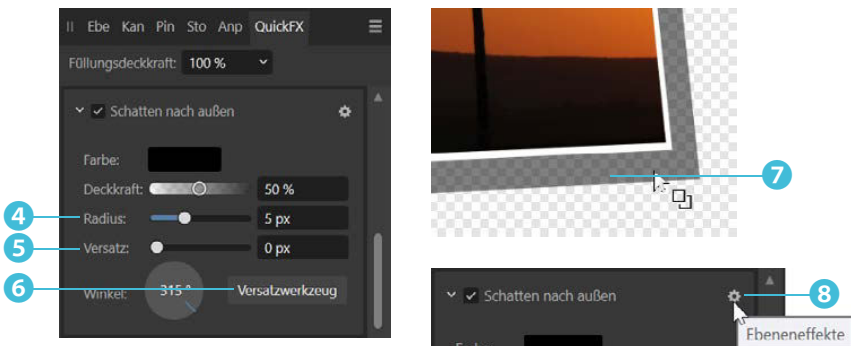 Ebe Kan Pin Sto Anp QuickFX
Füllungsdeckkraft: 100 %
Schatten nach außen
Farbe:
Deckkraft: 50 %
4 Radius: 5 px
5 Versatz: 0 px
6 Winkel: 315 ° Versatzwerkzeug
7
Schatten nach außen 8
Ebeneneffekte